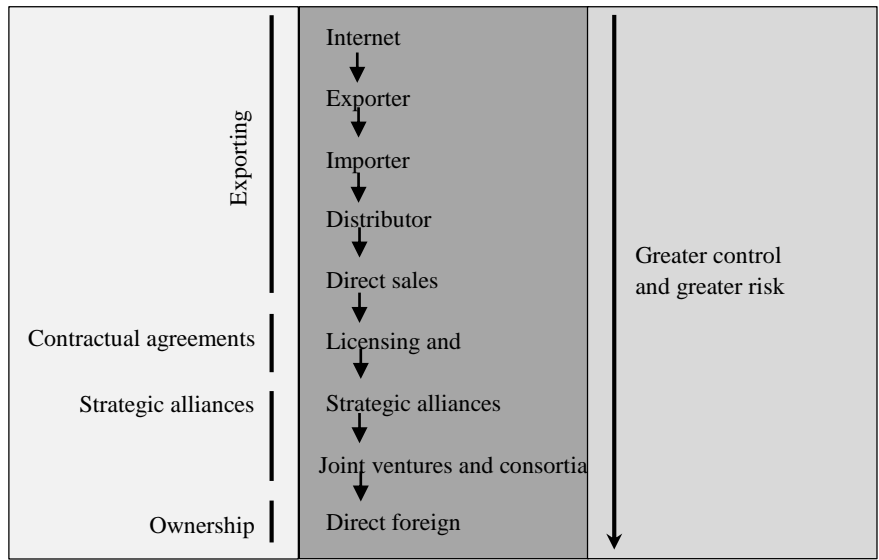 Exporting
Contractual agreements
Strategic alliances
Ownership
Internet
Exporter
Importer
Distributor
Direct sales
Licensing and
Strategic alliances
Joint ventures and consortia
Direct foreign
Greater control
and greater risk